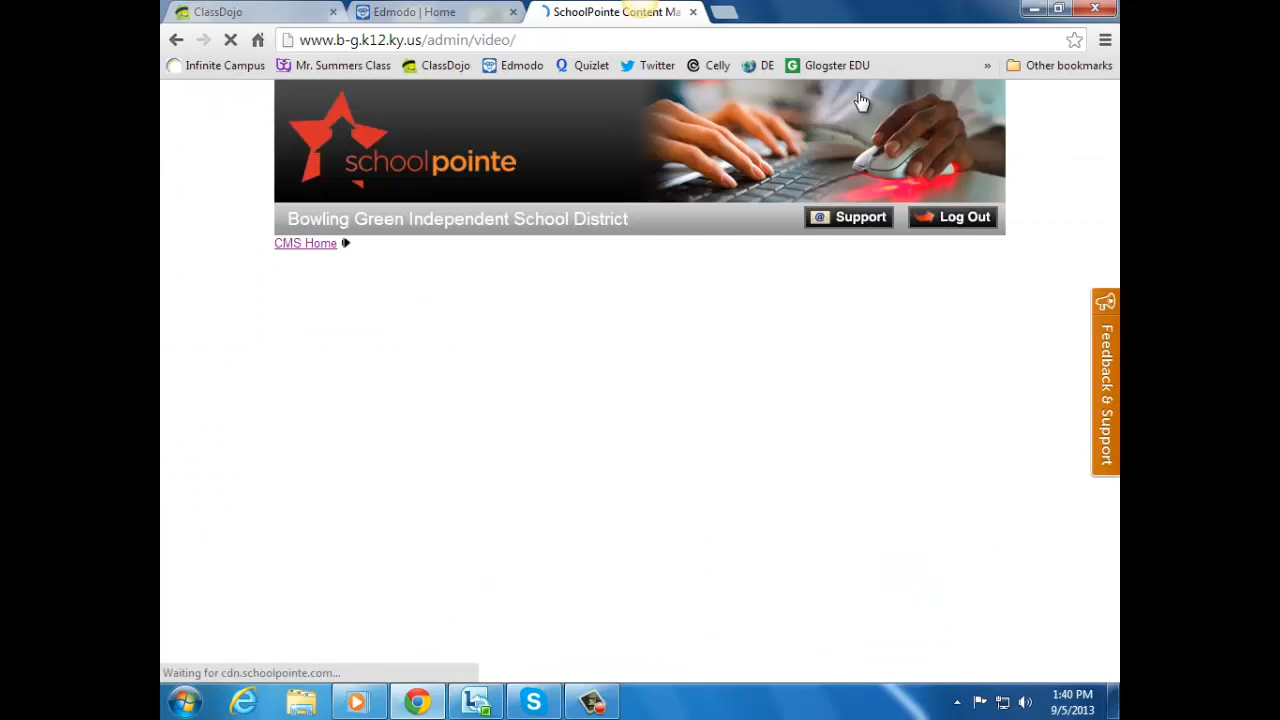 ClassDojo
Edmodo | Home
SchoolPointe Content Ma
www.b-g.k12.ky.us/admin/video/
Infinite Campus
Mr. Summers Class
ClassDojo
Edmodo
Quizlet
Twitter
Celly
DE
Glogster EDU
»
Other bookmarks
schoolpointe
Bowling Green Independent School District
@ Support
Log Out
CMS Home
Feedback & Support
Waiting for cdn.schoolpointe.com...
1:40 PM
9/5/2013